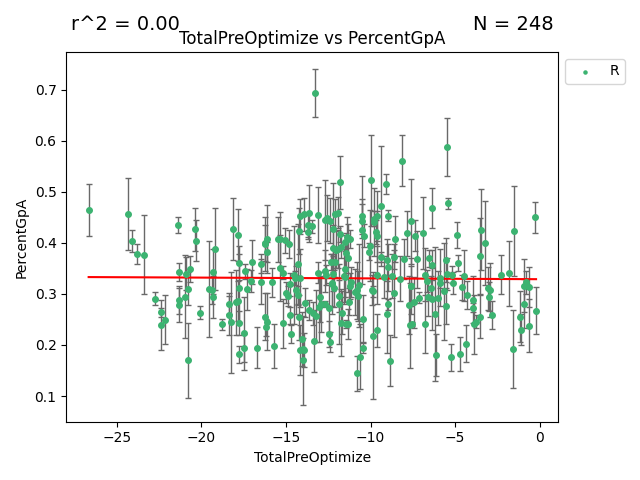 r^2 = 0.00
N = 248
TotalPreOptimize vs PercentGpA
R
PercentGpA
0.7
0.6
0.5
0.4
0.3
0.2
0.1
−25
−20
−15
−10
−5
0
TotalPreOptimize